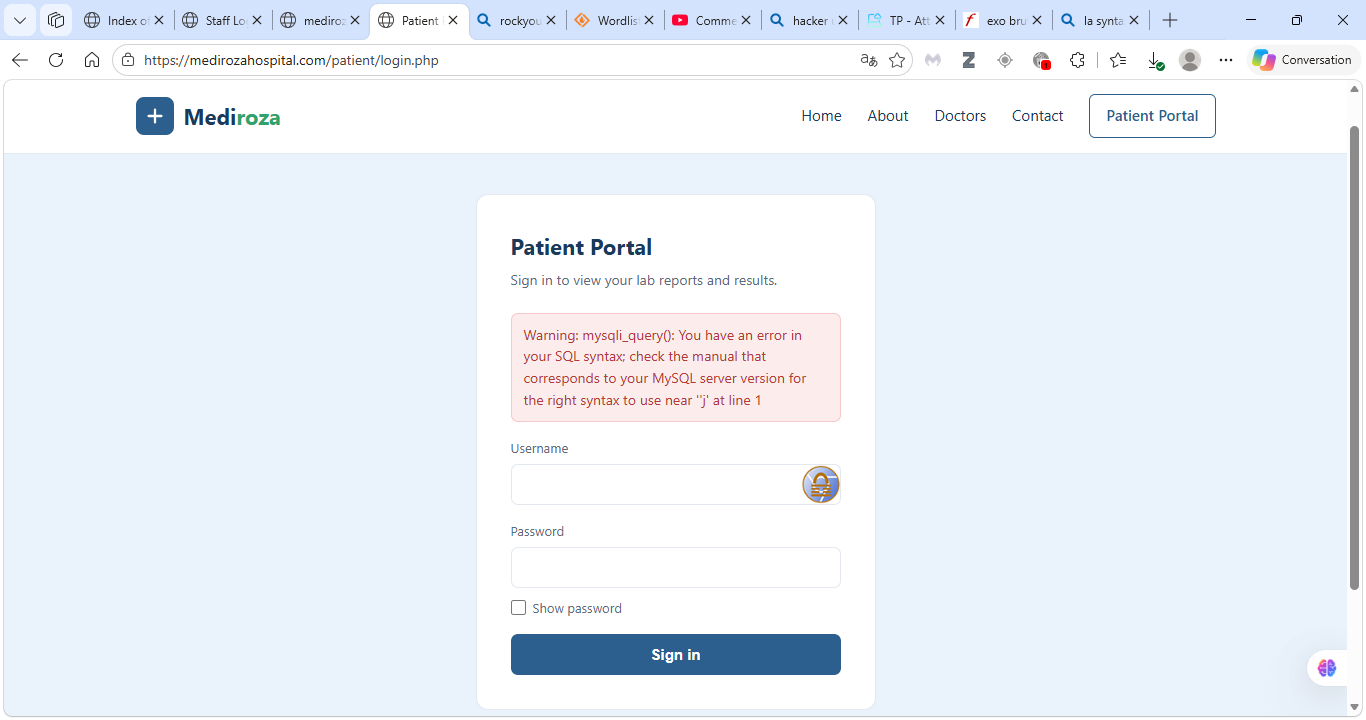 Index of
Staff Lo
mediroz
Patient
rockyou
Wordlis
Comme
hacker
TP - Att
exo bru
la synta
https://medirozahospital.com/patient/login.php
Conversation
Mediroza
Home
About
Doctors
Contact
Patient Portal
Patient Portal
Sign in to view your lab reports and results.
Warning: mysqli_query(): You have an error in
your SQL syntax; check the manual that
corresponds to your MySQL server version for
the right syntax to use near ''j' at line 1
Username
Password
Show password
Sign in